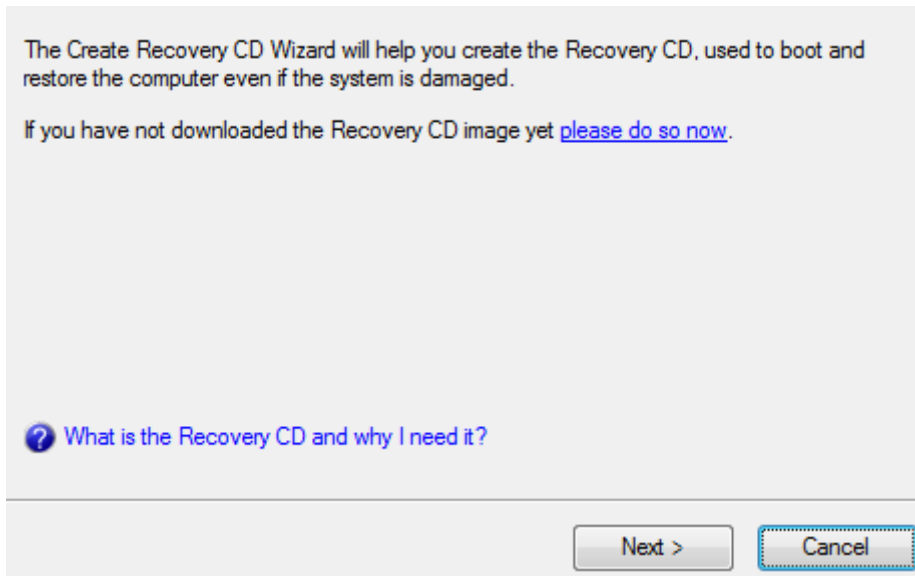 The Create Recovery CD Wizard will help you create the Recovery CD, used to boot and
restore the computer even if the system is damaged.
If you have not downloaded the Recovery CD image yet please do so now.
What is the Recovery CD and why I need it?
Next >
Cancel